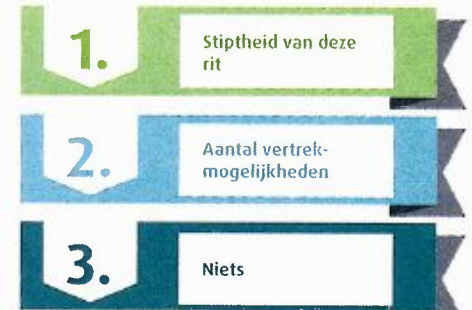 1.
Stiptheid van deze
rit
2.
Aantal vertrek-
mogelijkheden
3.
Niets